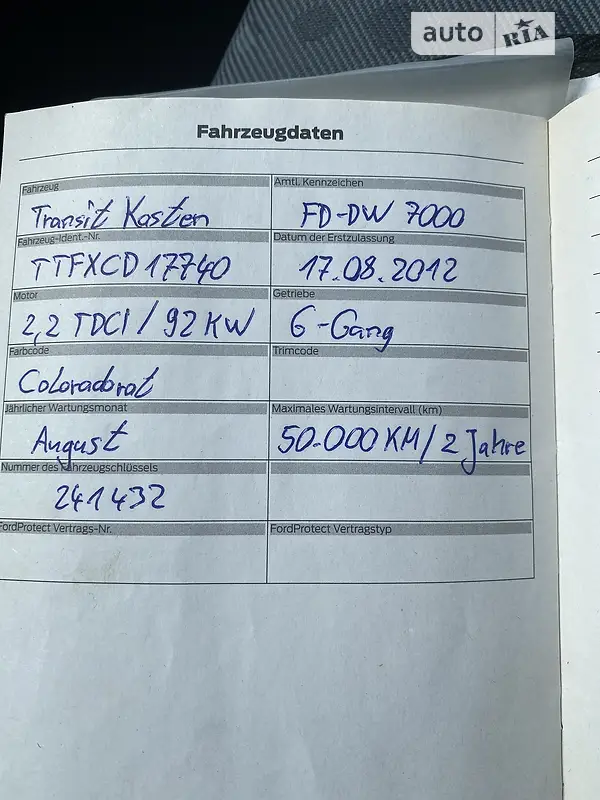 auto RIA
Fahrzeugdaten
Fahrzeug
Amtl. Kennzeichen
Transit Kasten
FD-DW 7000
Fahrzeug-Ident.-Nr.
Datum der Erstzulassung
TTFXCD17740
17.08.2012
Motor
Getriebe
2,2 TDCI / 92 KW
6-Gang
Farbcode
Trimcode
Coloradorot
Jährlicher Wartungsmonat
Maximales Wartungsintervall (km)
August
50.000 KM / 2 Jahre
Nummer des Fahrzeugschlüssels
241432
FordProtect Vertrags-Nr.
FordProtect Vertragstyp